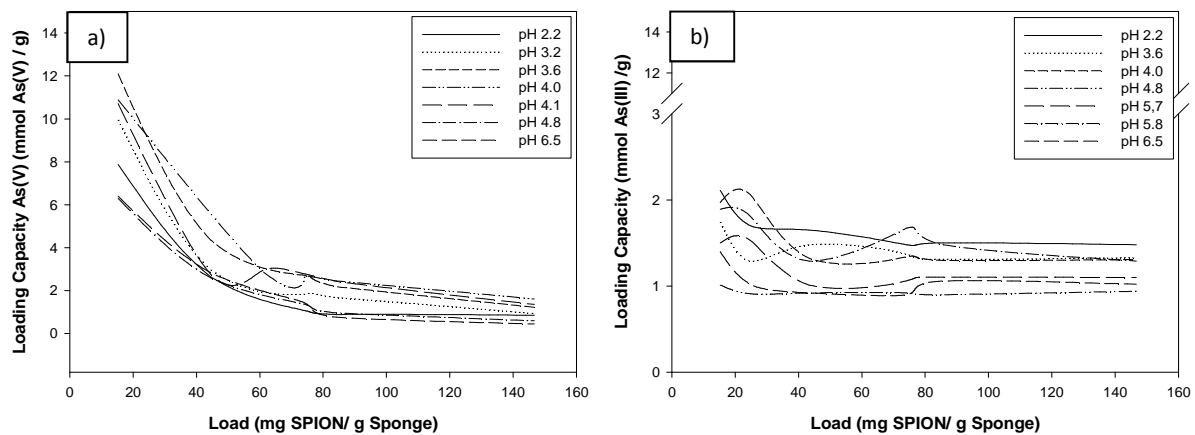 a)
pH 2.2
pH 3.2
pH 3.6
pH 4.0
pH 4.1
pH 4.8
pH 6.5
Loading Capacity As(V) (mmol As(V) / g)
14
12
10
8
6
4
2
0
0 20 40 60 80 100 120 140 160
Load (mg SPION/ g Sponge)
b)
pH 2.2
pH 3.6
pH 4.0
pH 4.8
pH 5,7
pH 5.8
pH 6.5
Loading Capacity (mmol As(III) /g)
14
12
3
2
1
0
0 20 40 60 80 100 120 140 160
Load (mg SPION/ g Sponge)